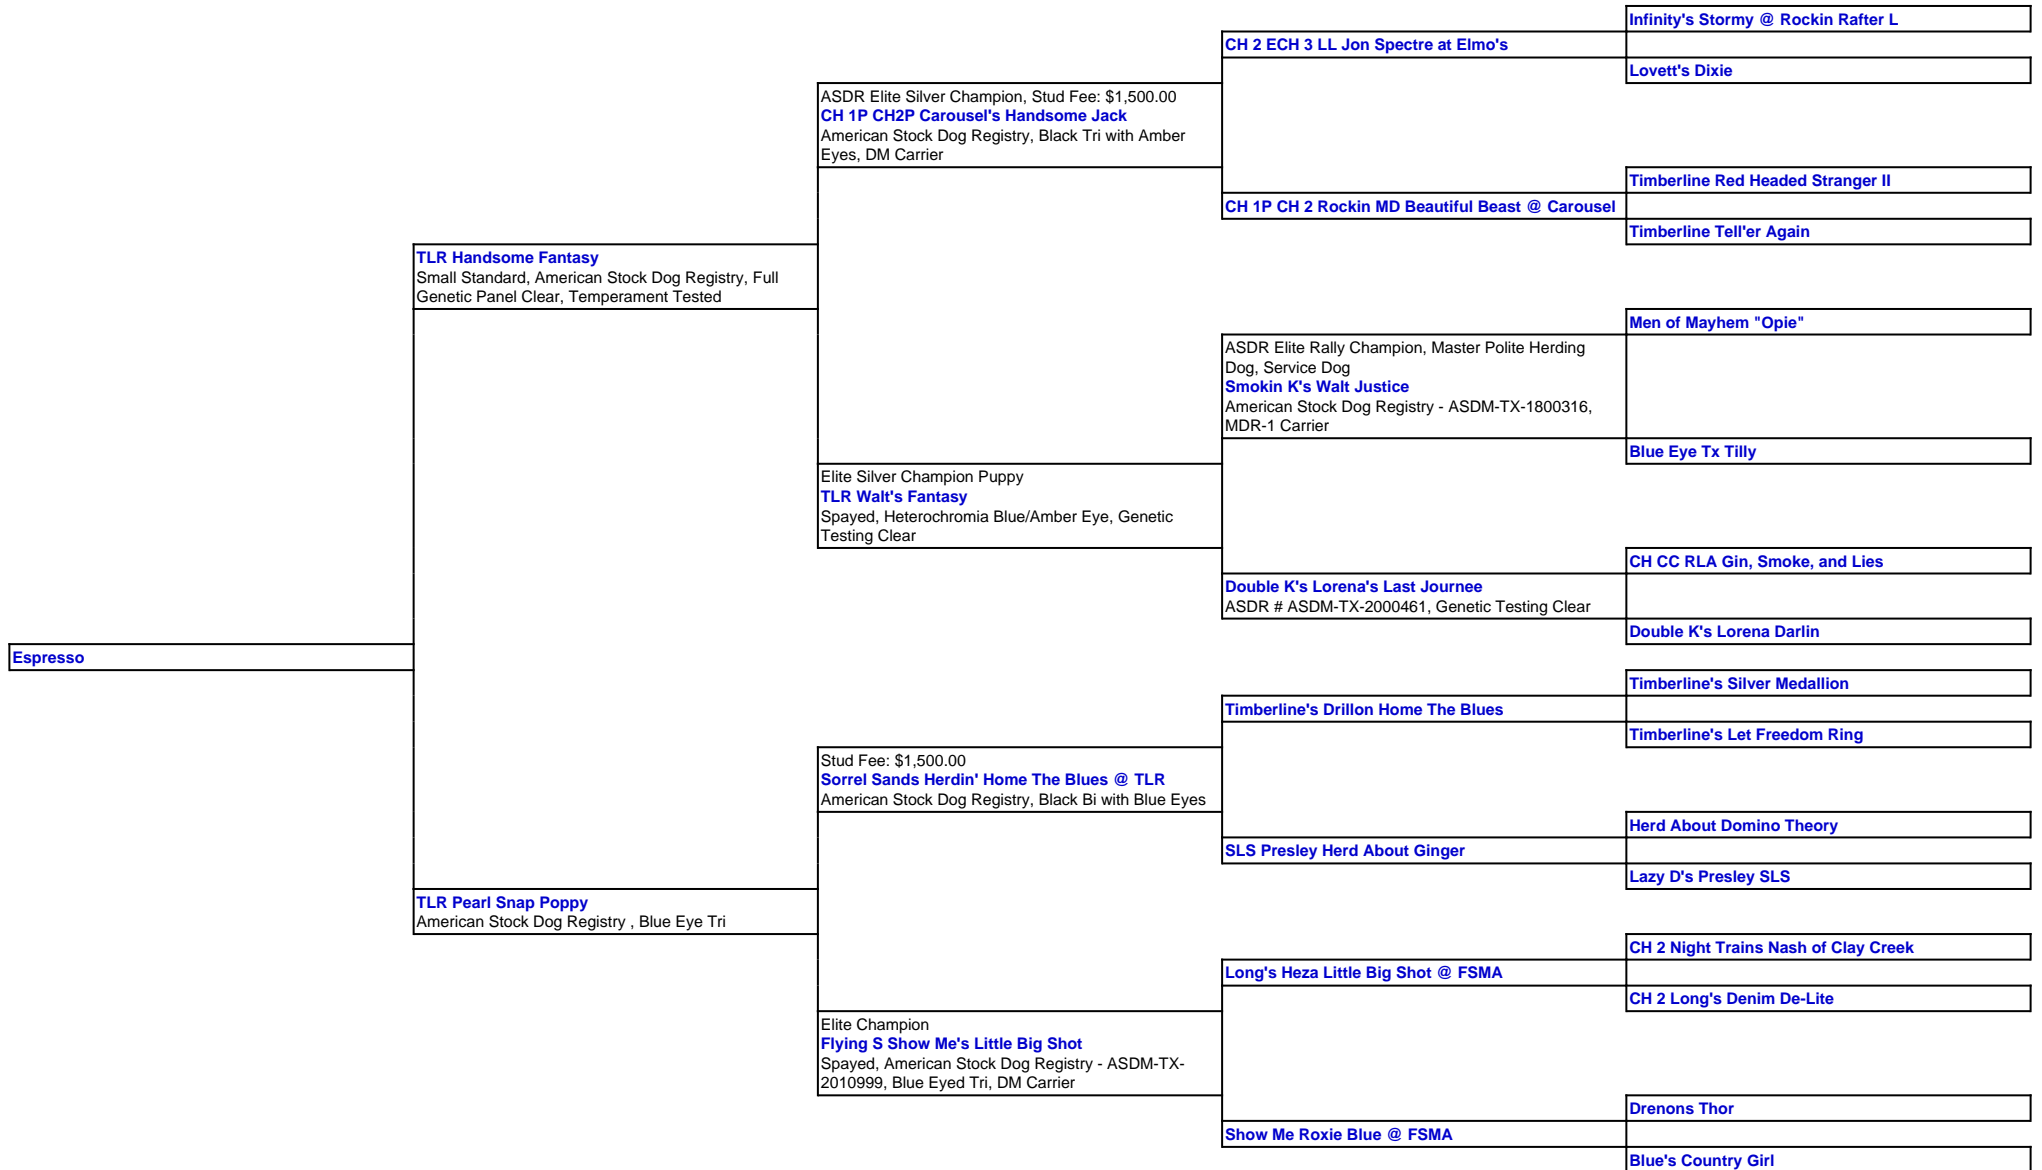 Infinity's Stormy @ Rockin Rafter L
CH 2 ECH 3 LL Jon Spectre at Elmo's
Lovett's Dixie
ASDR Elite Silver Champion, Stud Fee: $1,500.00
CH 1P CH2P Carousel's Handsome Jack
American Stock Dog Registry, Black Tri with Amber
Eyes, DM Carrier
Timberline Red Headed Stranger II
CH 1P CH 2 Rockin MD Beautiful Beast @ Carousel
Timberline Tell'er Again
TLR Handsome Fantasy
Small Standard, American Stock Dog Registry, Full
Genetic Panel Clear, Temperament Tested
Men of Mayhem "Opie"
ASDR Elite Rally Champion, Master Polite Herding
Dog, Service Dog
Smokin K's Walt Justice
American Stock Dog Registry - ASDM-TX-1800316,
MDR-1 Carrier
Blue Eye Tx Tilly
Elite Silver Champion Puppy
TLR Walt's Fantasy
Spayed, Heterochromia Blue/Amber Eye, Genetic
Testing Clear
CH CC RLA Gin, Smoke, and Lies
Double K's Lorena's Last Journee
ASDR # ASDM-TX-2000461, Genetic Testing Clear
Double K's Lorena Darlin
Espresso
Timberline's Silver Medallion
Timberline's Drillon Home The Blues
Timberline's Let Freedom Ring
Stud Fee: $1,500.00
Sorrel Sands Herdin' Home The Blues @ TLR
American Stock Dog Registry, Black Bi with Blue Eyes
Herd About Domino Theory
SLS Presley Herd About Ginger
Lazy D's Presley SLS
TLR Pearl Snap Poppy
American Stock Dog Registry , Blue Eye Tri
CH 2 Night Trains Nash of Clay Creek
Long's Heza Little Big Shot @ FSMA
CH 2 Long's Denim De-Lite
Elite Champion
Flying S Show Me's Little Big Shot
Spayed, American Stock Dog Registry - ASDM-TX-
2010999, Blue Eyed Tri, DM Carrier
Drenons Thor
Show Me Roxie Blue @ FSMA
Blue's Country Girl